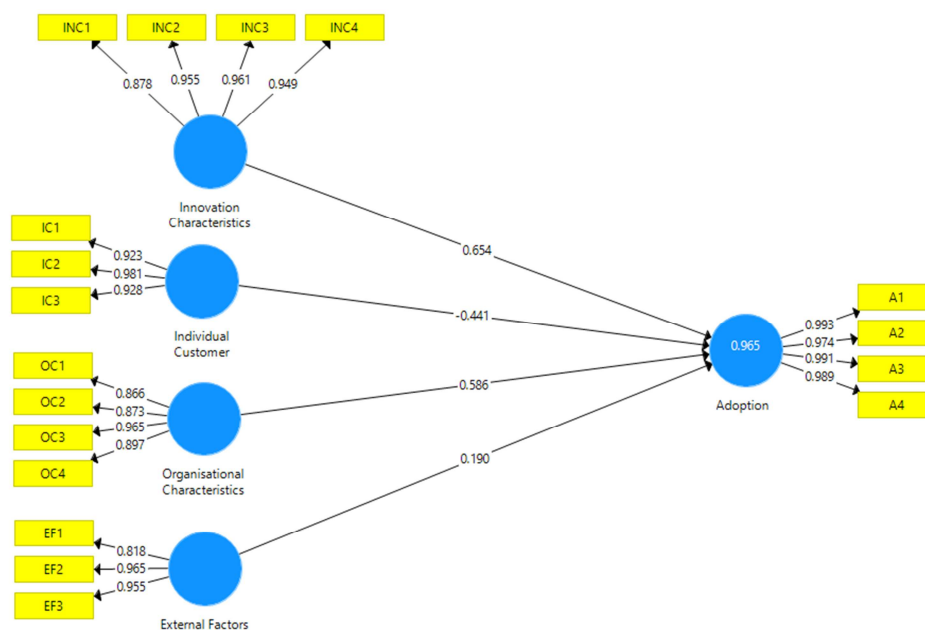 INC1 INC2 INC3 INC4
0.878 0.955 0.961 0.949
Innovation
Characteristics
IC1
IC2
IC3
0.923
0.981
0.928
Individual
Customer
OC1
OC2
OC3
OC4
0.866
0.873
0.965
0.897
Organisational
Characteristics
EF1
EF2
EF3
0.818
0.965
0.955
External Factors
0.654
-0.441
0.586
0.190
0.965
Adoption
0.993
0.974
0.991
0.989
A1
A2
A3
A4